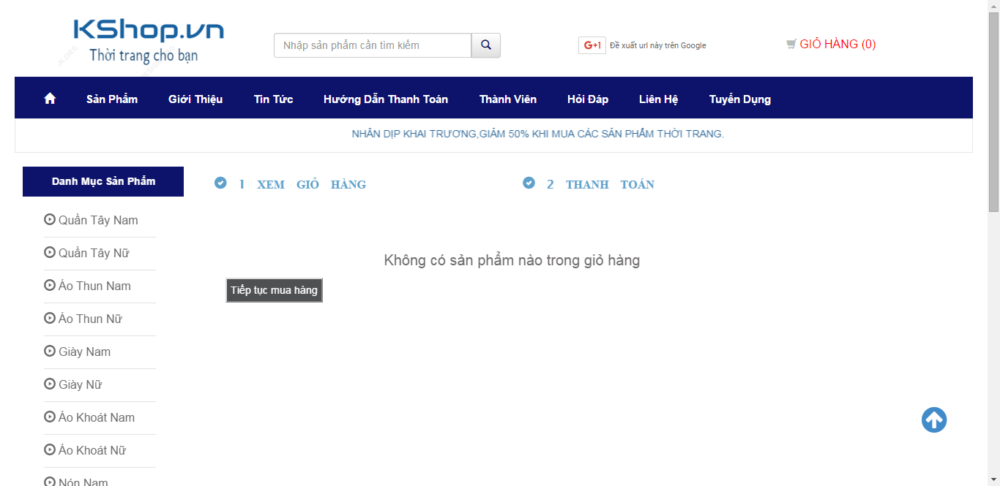 KShop.vn
Thời trang cho bạn
Nhập sản phẩm cần tìm kiếm
G+1 Đề xuất url này trên Google
GIỎ HÀNG (0)
Sản Phẩm Giới Thiệu Tin Tức Hướng Dẫn Thanh Toán Thành Viên Hỏi Đáp Liên Hệ Tuyển Dụng
NHÂN DỊP KHAI TRƯƠNG,GIẢM 50% KHI MUA CÁC SẢN PHẨM THỜI TRANG.
Danh Mục Sản Phẩm
Quần Tây Nam
Quần Tây Nữ
Áo Thun Nam
Áo Thun Nữ
Giày Nam
Giày Nữ
Áo Khoát Nam
Áo Khoát Nữ
Nón Nam
1 XEM GIỎ HÀNG
2 THANH TOÁN
Không có sản phẩm nào trong giỏ hàng
Tiếp tục mua hàng